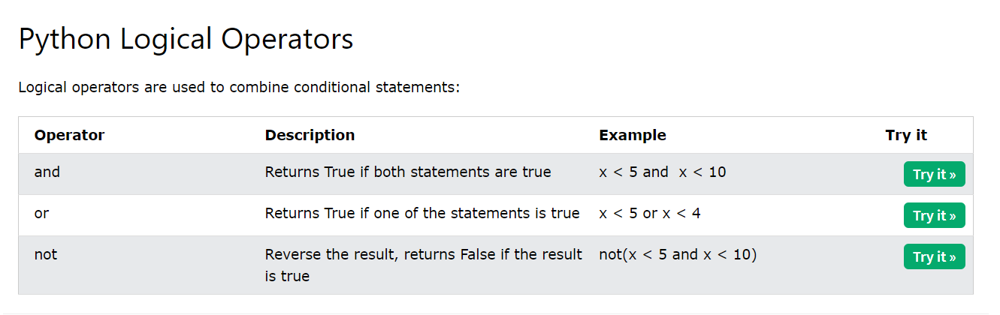 Python Logical Operators
Logical operators are used to combine conditional statements:
Operator Description Example Try it
and Returns True if both statements are true x < 5 and  x < 10 Try it »
or Returns True if one of the statements is true x < 5 or x < 4 Try it »
not Reverse the result, returns False if the result not(x < 5 and x < 10) Try it »
is true